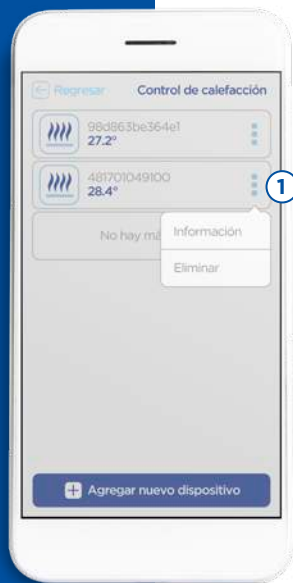 Regresar Control de calefacción
98d863be364e1
27.2°
481701049100
28.4°
1
No hay má
Información
Eliminar
Agregar nuevo dispositivo